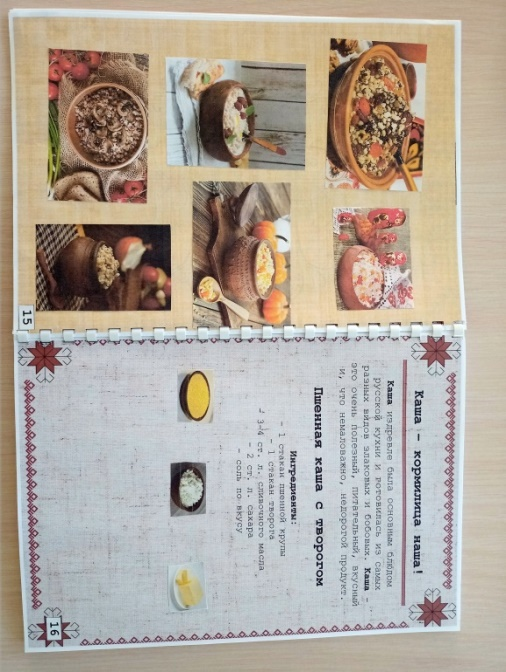 15
Каша – кормилица наша!
Каша издревле была основным блюдом
русской кухни и готовилась из самых
разных видов злаковых и бобовых. Каша –
это очень полезный, питательный, вкусный
и, что немаловажно, недорогой продукт.
Пшенная каша с творогом
Ингредиенты:
- 1 стакан пшенной крупы
- 1 стакан творога
- 3-4 ст. л. сливочного масла
- 2 ст. л. сахара
- соль по вкусу
16